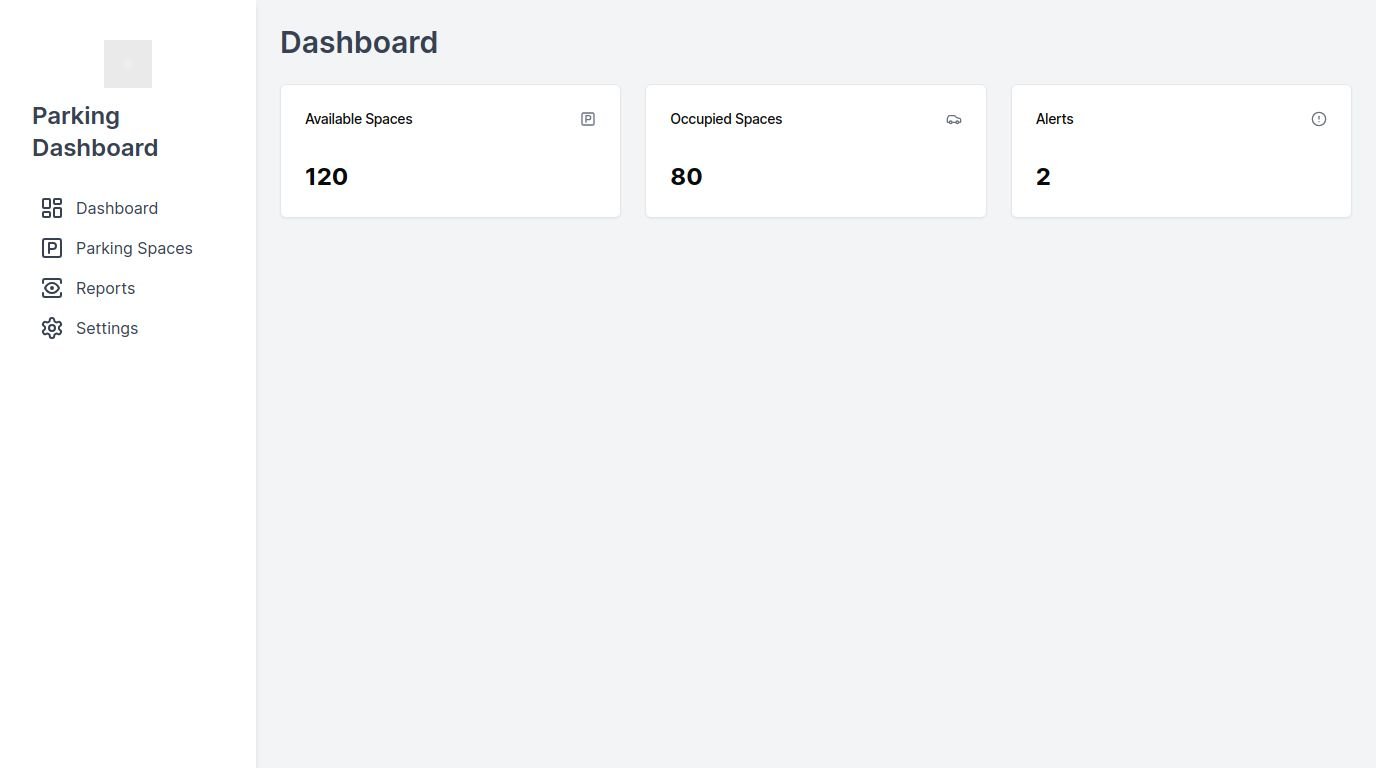 Parking
Dashboard
Dashboard
Parking Spaces
Reports
Settings
Dashboard
Available Spaces
120
Occupied Spaces
80
Alerts
2